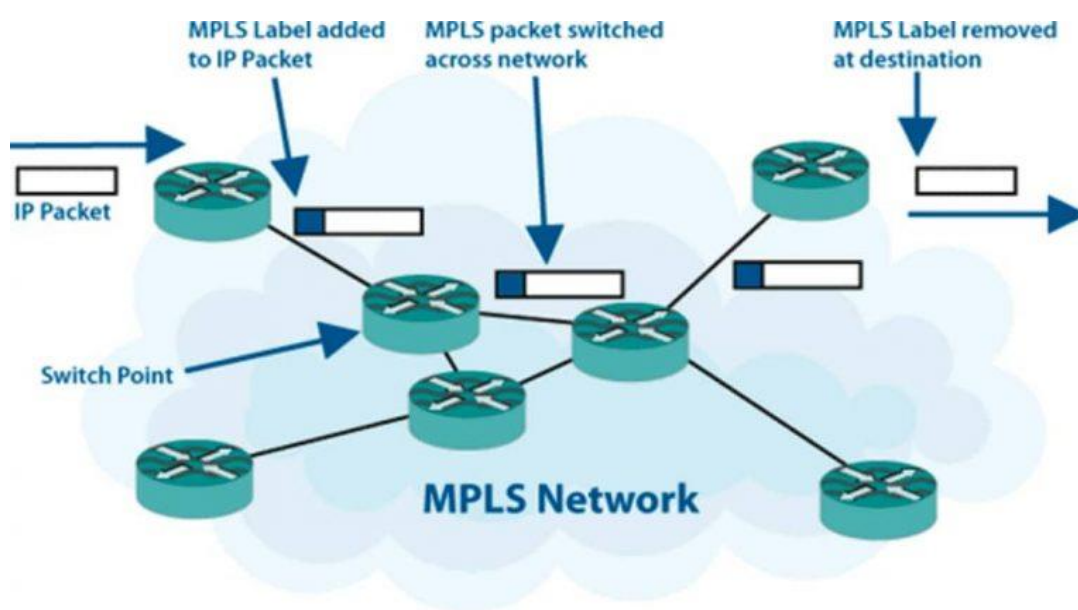 MPLS Label added
to IP Packet
MPLS packet switched
across network
MPLS Label removed
at destination
IP Packet
Switch Point
MPLS Network